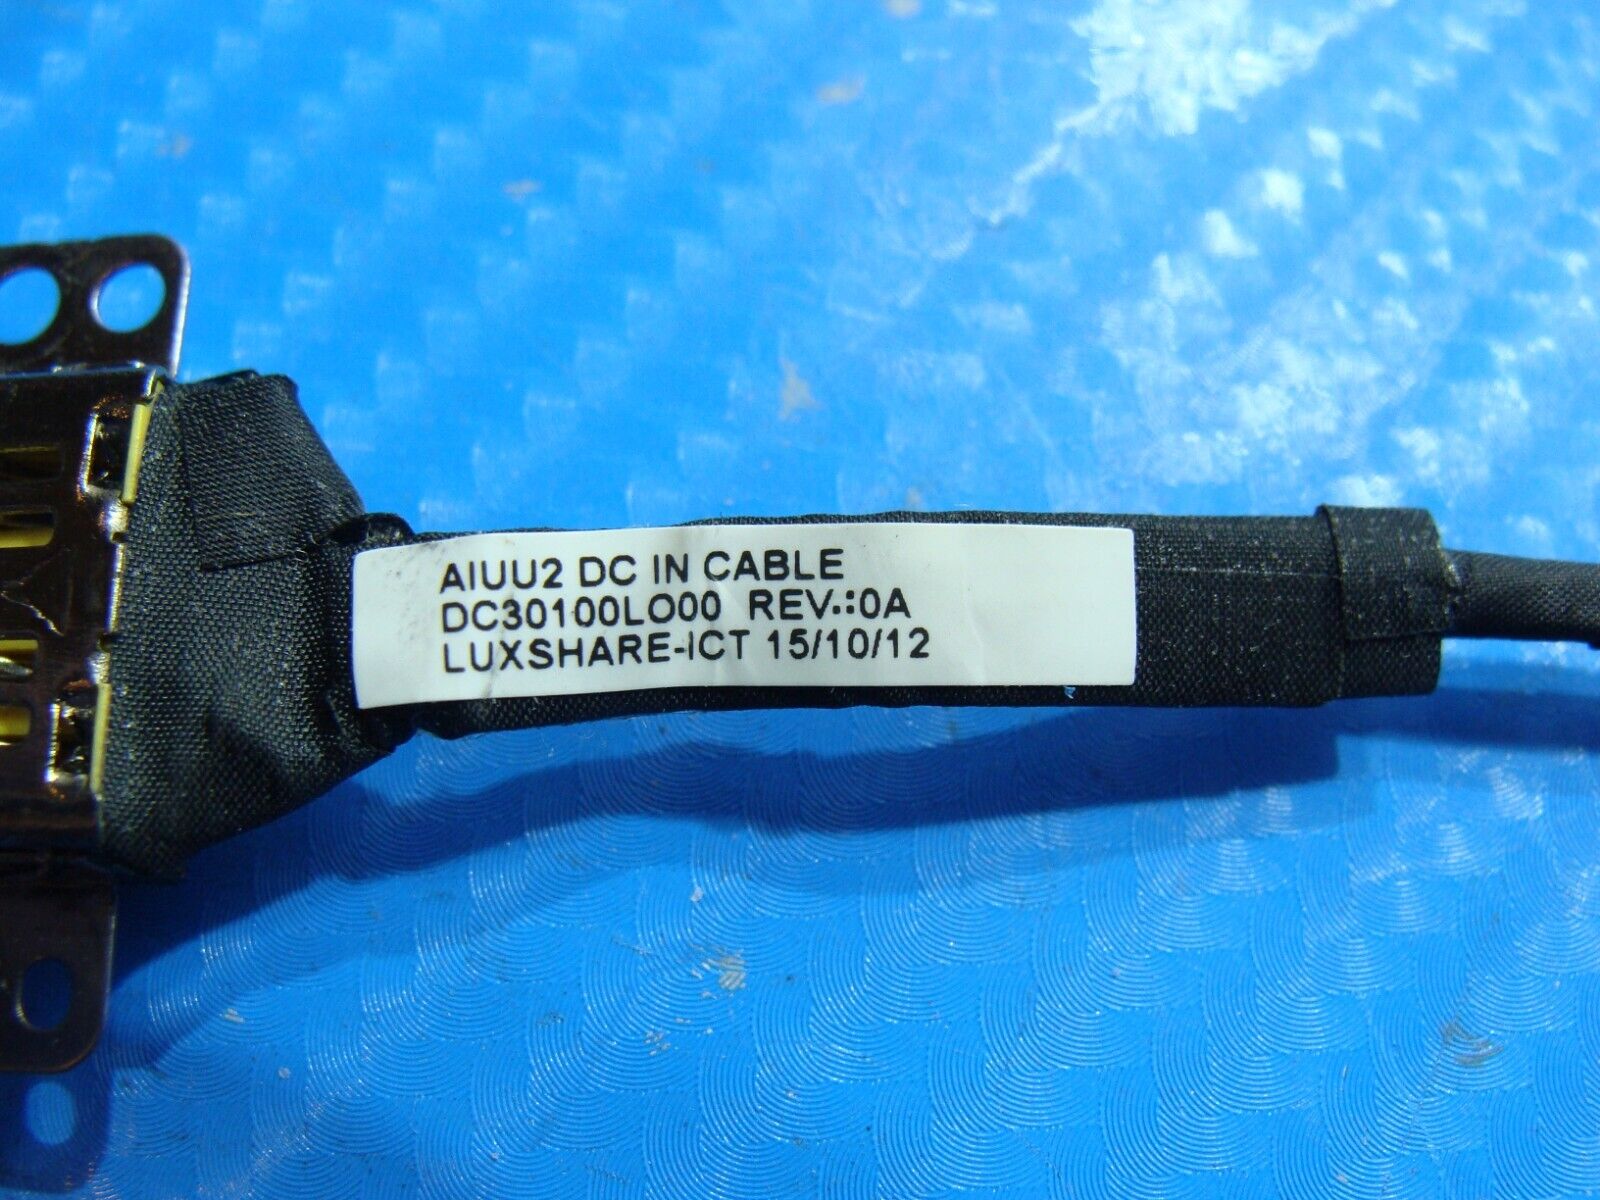 AIUU2 DC IN CABLE
DC30100LO00 REV.:0A
LUXSHARE-ICT 15/10/12